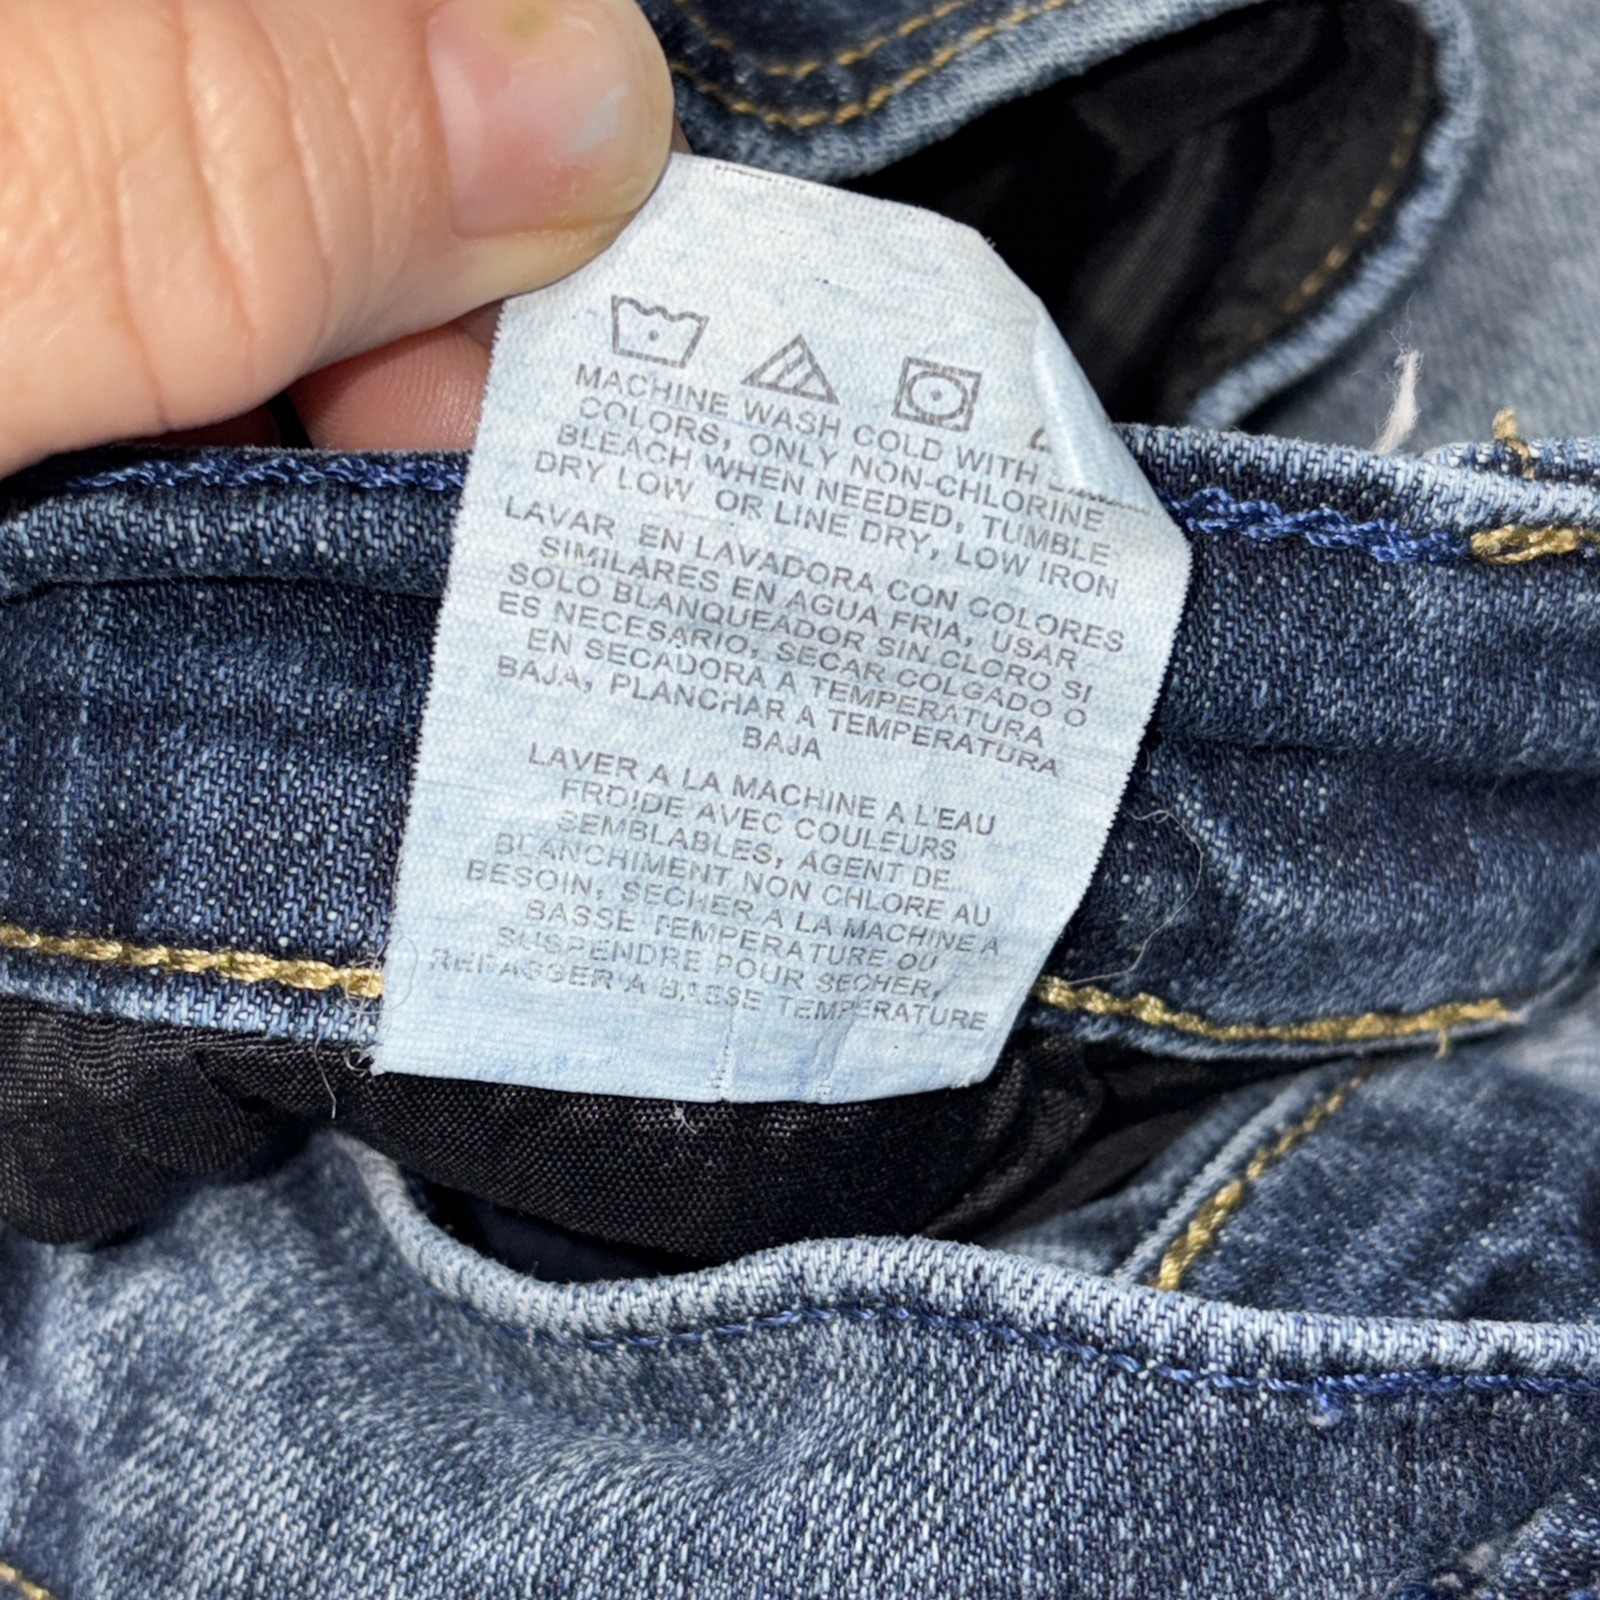 MACHINE WASH COLD WITH
COLORS, ONLY NON-CHLORINE
BLEACH WHEN NEEDED, TUMBLE
DRY LOW OR LINE DRY, LOW IRON
LAVAR EN LAVADORA CON COLORES
SIMILARES EN AGUA FRIA, USAR
SOLO BLANQUEADOR SIN CLORO SI
ES NECESARIO, SECAR COLGADO O
EN SECADORA A TEMPERATURA
BAJA, PLANCHAR A TEMPERATURA
BAJA
LAVER A LA MACHINE A L'EAU
FROIDE AVEC COULEURS
SEMBLABLES, AGENT DE
BLANCHIMENT NON CHLORE AU
BESOIN, SECHER A LA MACHINE A
BASSE TEMPERATURE OU
SUSPENDRE POUR SECHER,
REPASSER A BASSE TEMPERATURE